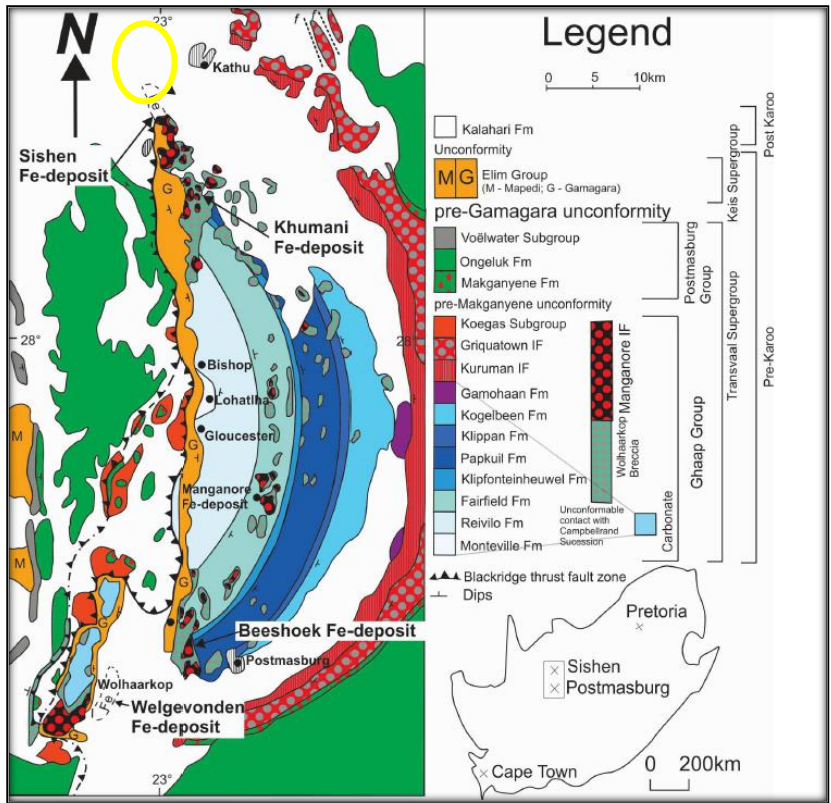 23°
N
f
f
Kathu
Fe
Sishen
Fe-deposit
G
Khumani
Fe-deposit
28°
28°
Bishop
Lohatlha
Gloucester
G
M
Manganore
Fe-deposit
M
G
G
Beeshoek Fe-deposit
Postmasburg
Wolhaarkop
Fe
Welgevonden
Fe-deposit
G
23°
Legend
0 5 10km
Kalahari Fm
Unconformity
M G
Elim Group
(M - Mapedi; G - Gamagara)
pre-Gamagara unconformity
Voëlwater Subgroup
Ongeluk Fm
Makganyene Fm
pre-Makganyene unconformity
Koegas Subgroup
Griquatown IF
Kuruman IF
Gamohaan Fm
Kogelbeen Fm
Klippan Fm
Papkuil Fm
Klipfonteinheuwel Fm
Fairfield Fm
Reivilo Fm
Monteville Fm
Manganore IF
Wolhaarkop
Breccia
Unconformable
contact with
Campbellrand
Sucession
Carbonate
Ghaap Group
Postmasburg
Group
Keis Supergroup
Transvaal Supergroup
Post Karoo
Pre-Karoo
Blackridge thrust fault zone
Dips
Pretoria
Sishen
Postmasburg
Cape Town
0 200km